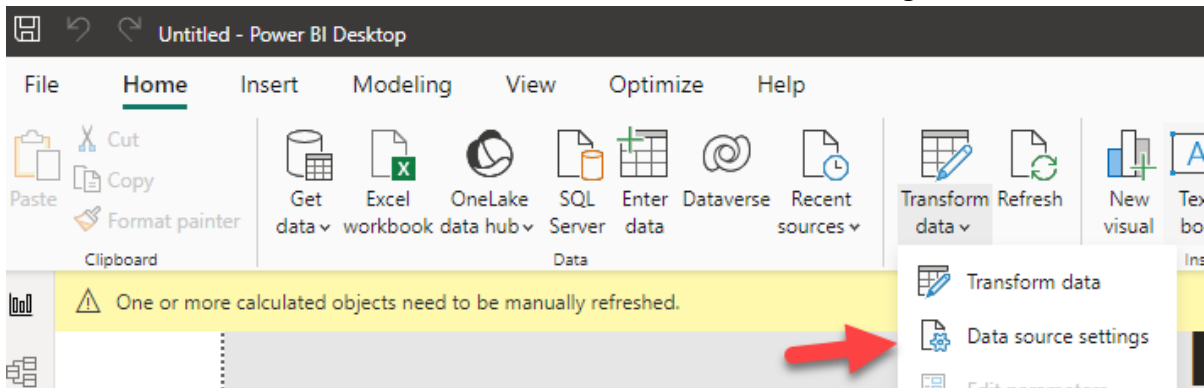 Untitled - Power BI Desktop
File Home Insert Modeling View Optimize Help
Paste
Cut
Copy
Format painter
Clipboard
Get data
Excel workbook
OneLake data hub
SQL Server
Enter data
Dataverse
Recent sources
Data
Transform data
Refresh
New visual
One or more calculated objects need to be manually refreshed.
Transform data
Data source settings
Edit parameters